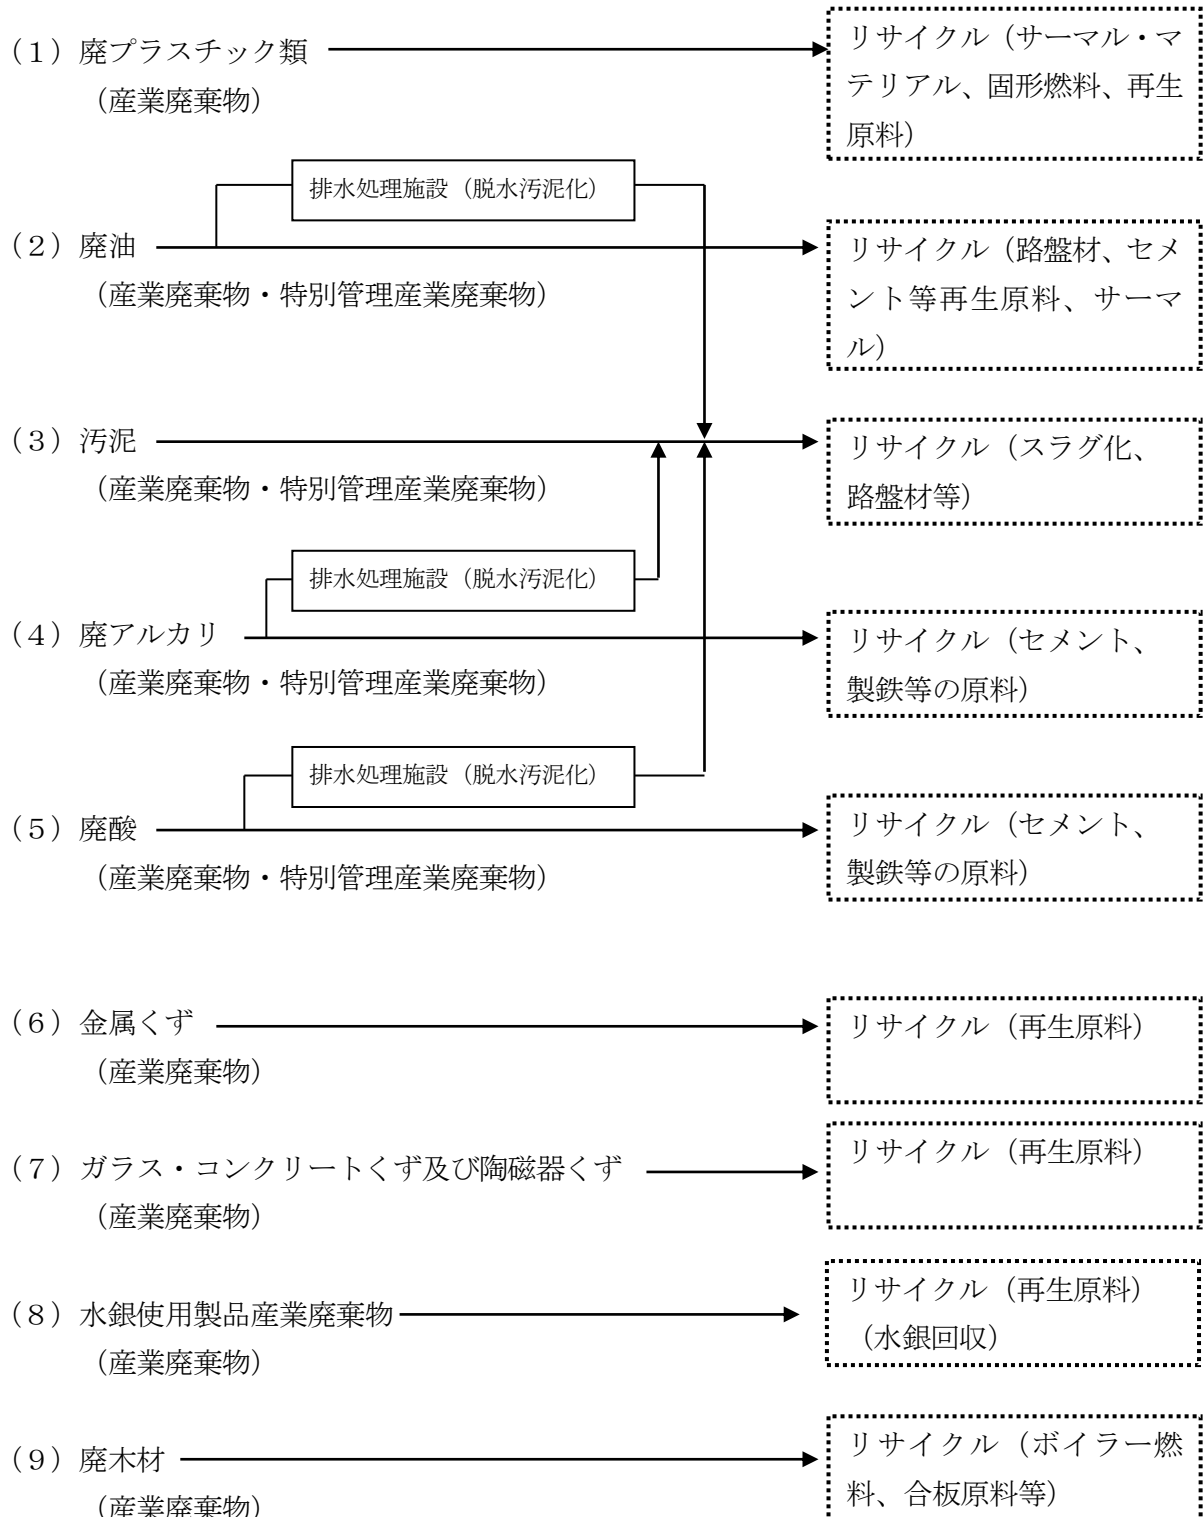 (1)廃プラスチック類
(産業廃棄物)
リサイクル(サーマル・マ
テリアル、固形燃料、再生
原料)
排水処理施設(脱水汚泥化)
(2)廃油
(産業廃棄物・特別管理産業廃棄物)
リサイクル(路盤材、セメ
ント等再生原料、サーマ
ル)
(3)汚泥
(産業廃棄物・特別管理産業廃棄物)
リサイクル(スラグ化、
路盤材等)
排水処理施設(脱水汚泥化)
(4)廃アルカリ
(産業廃棄物・特別管理産業廃棄物)
リサイクル(セメント、
製鉄等の原料)
排水処理施設(脱水汚泥化)
(5)廃酸
(産業廃棄物・特別管理産業廃棄物)
リサイクル(セメント、
製鉄等の原料)
(6)金属くず
(産業廃棄物)
リサイクル(再生原料)
(7)ガラス・コンクリートくず及び陶磁器くず
(産業廃棄物)
リサイクル(再生原料)
(8)水銀使用製品産業廃棄物
(産業廃棄物)
リサイクル(再生原料)
(水銀回収)
(9)廃木材
(産業廃棄物)
リサイクル(ボイラー燃
料、合板原料等)